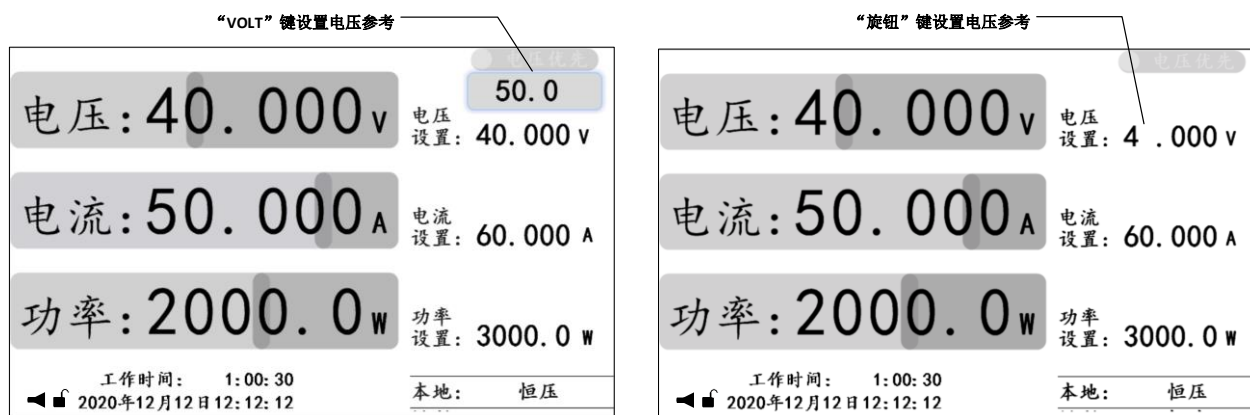 “VOLT”键设置电压参考
电压优先
50.0
电压:40.000v
电压
设置: 40.000 v
电流:50.000A
电流
设置: 60.000 A
功率:2000.0w
功率
设置: 3000.0 w
工作时间: 1:00:30
2020年12月12日12:12:12
本地: 恒压
“旋钮”键设置电压参考
电压优先
电压:40.000v
电压
设置: 4 .000 v
电流:50.000A
电流
设置: 60.000 A
功率:2000.0w
功率
设置: 3000.0 w
工作时间: 1:00:30
2020年12月12日12:12:12
本地: 恒压